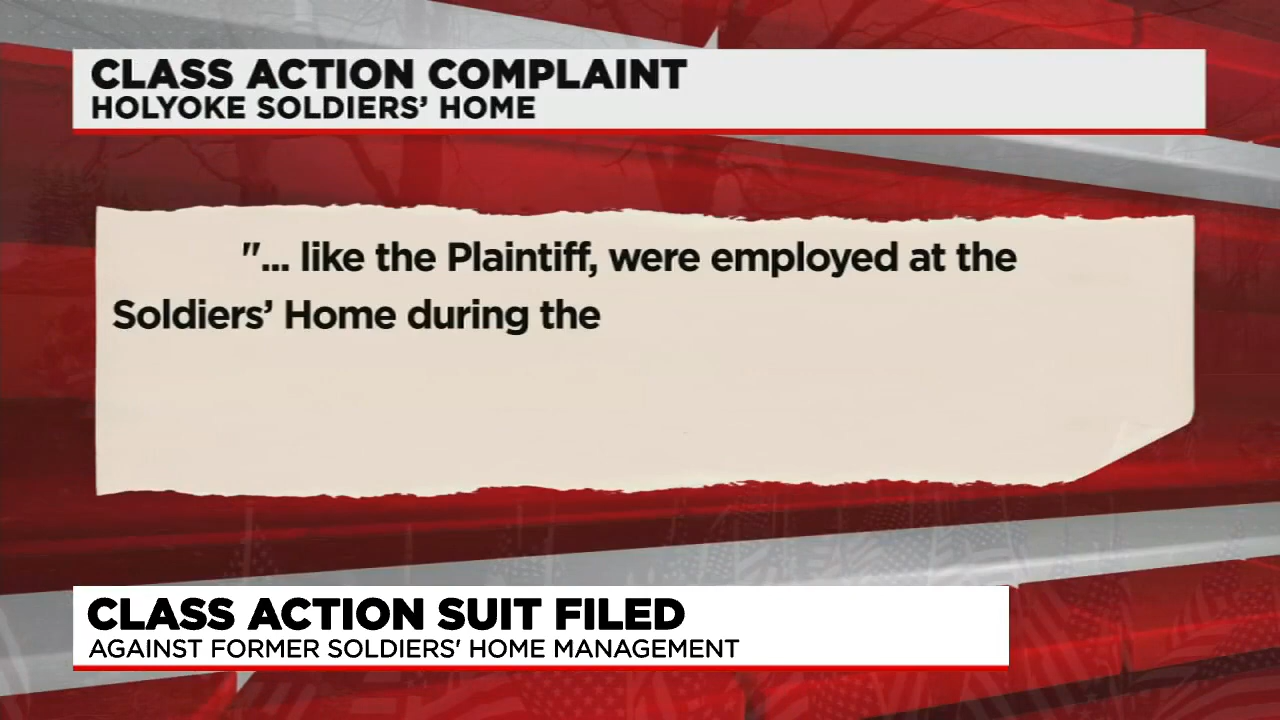 CLASS ACTION COMPLAINT
HOLYOKE SOLDIERS’ HOME
"... like the Plaintiff, were employed at the
Soldiers’ Home during the
CLASS ACTION SUIT FILED
AGAINST FORMER SOLDIERS' HOME MANAGEMENT